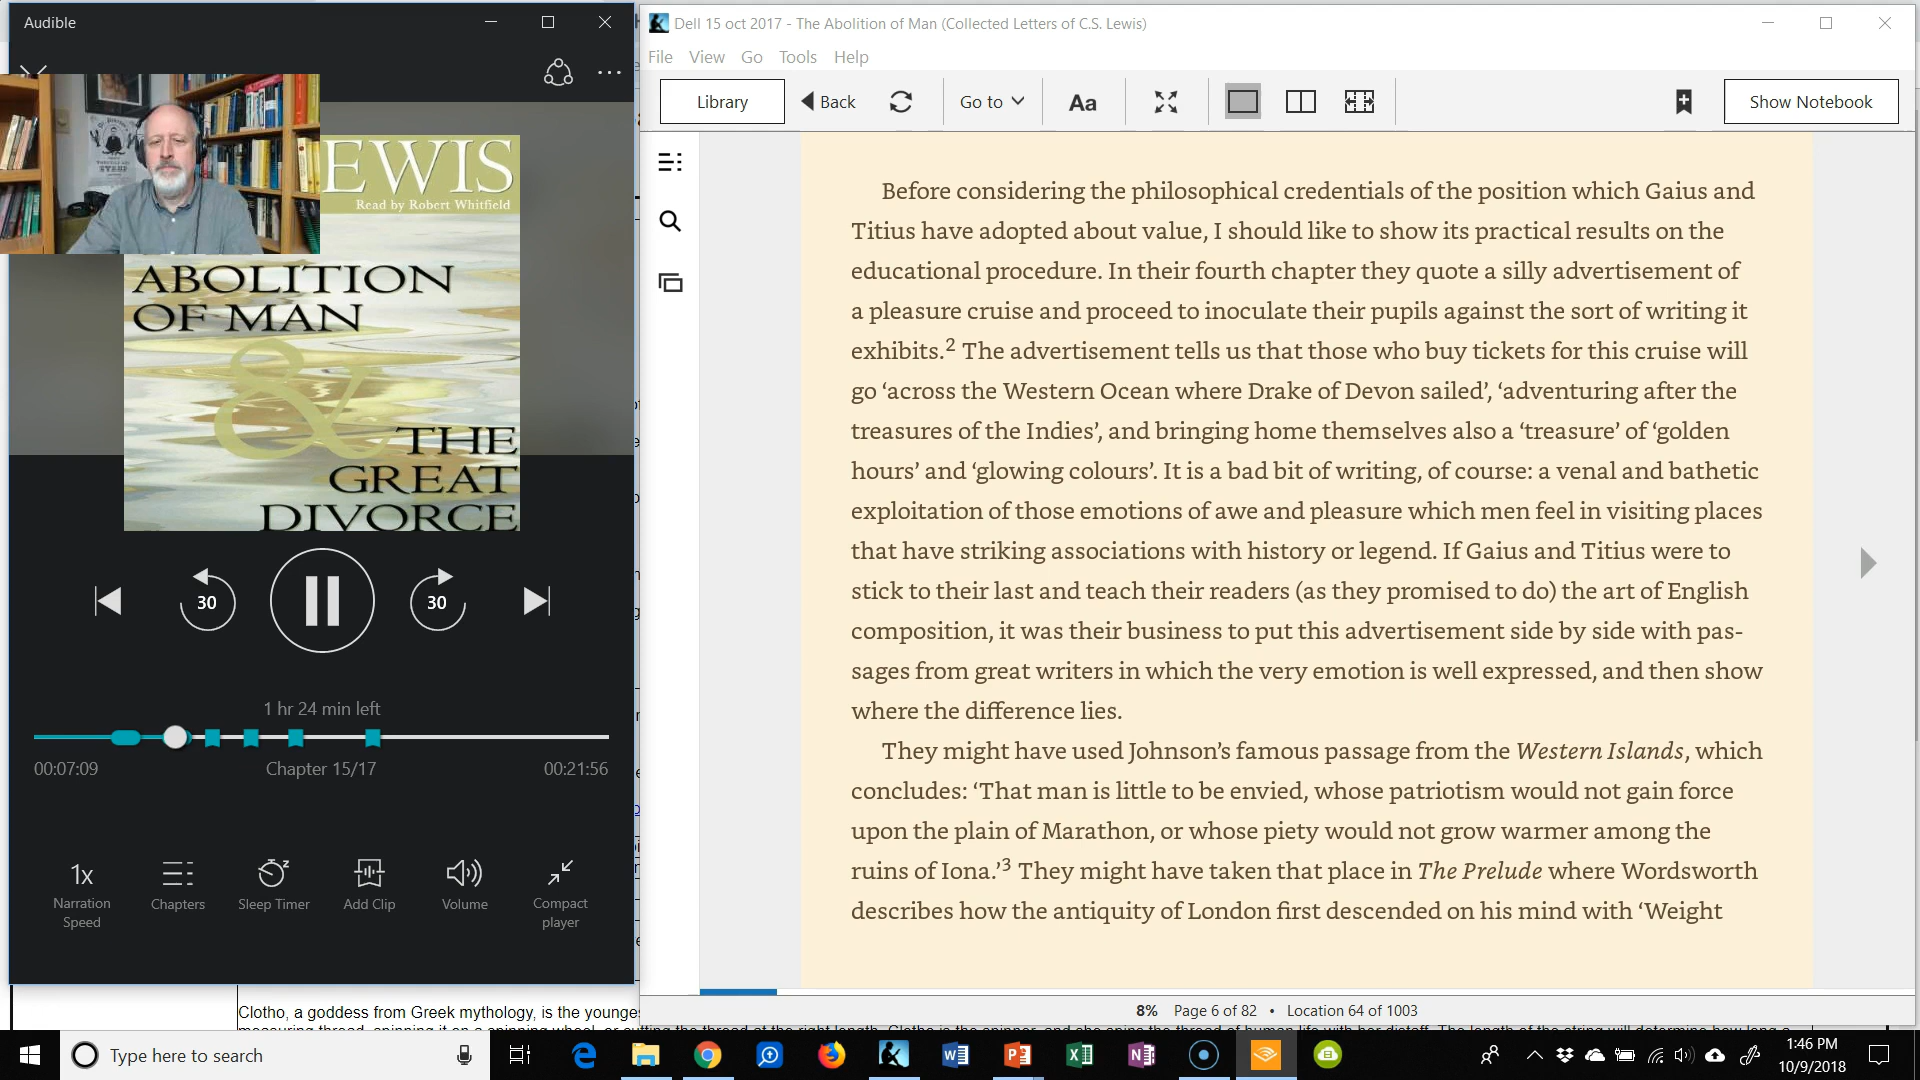 Audible
EWIS
Read by Robert Whitfield
ABOLITION
OF MAN
&
THE
GREAT
DIVORCE
30
30
1 hr 24 min left
00:07:09
Chapter 15/17
00:21:56
1x
Narration
Speed
Chapters
Sleep Timer
Add Clip
Volume
Compact
player
Dell 15 oct 2017 - The Abolition of Man (Collected Letters of C.S. Lewis)
File View Go Tools Help
Library
Back
Go to
Aa
Show Notebook
Before considering the philosophical credentials of the position which Gaius and
Titius have adopted about value, I should like to show its practical results on the
educational procedure. In their fourth chapter they quote a silly advertisement of
a pleasure cruise and proceed to inoculate their pupils against the sort of writing it
exhibits.2 The advertisement tells us that those who buy tickets for this cruise will
go ‘across the Western Ocean where Drake of Devon sailed’, ‘adventuring after the
treasures of the Indies’, and bringing home themselves also a ‘treasure’ of ‘golden
hours’ and ‘glowing colours’. It is a bad bit of writing, of course: a venal and bathetic
exploitation of those emotions of awe and pleasure which men feel in visiting places
that have striking associations with history or legend. If Gaius and Titius were to
stick to their last and teach their readers (as they promised to do) the art of English
composition, it was their business to put this advertisement side by side with pas-
sages from great writers in which the very emotion is well expressed, and then show
where the difference lies.
They might have used Johnson’s famous passage from the Western Islands, which
concludes: ‘That man is little to be envied, whose patriotism would not gain force
upon the plain of Marathon, or whose piety would not grow warmer among the
ruins of Iona.’3 They might have taken that place in The Prelude where Wordsworth
describes how the antiquity of London first descended on his mind with ‘Weight
8% Page 6 of 82 • Location 64 of 1003
Clotho, a goddess from Greek mythology, is the younges
Type here to search
1:46 PM
10/9/2018